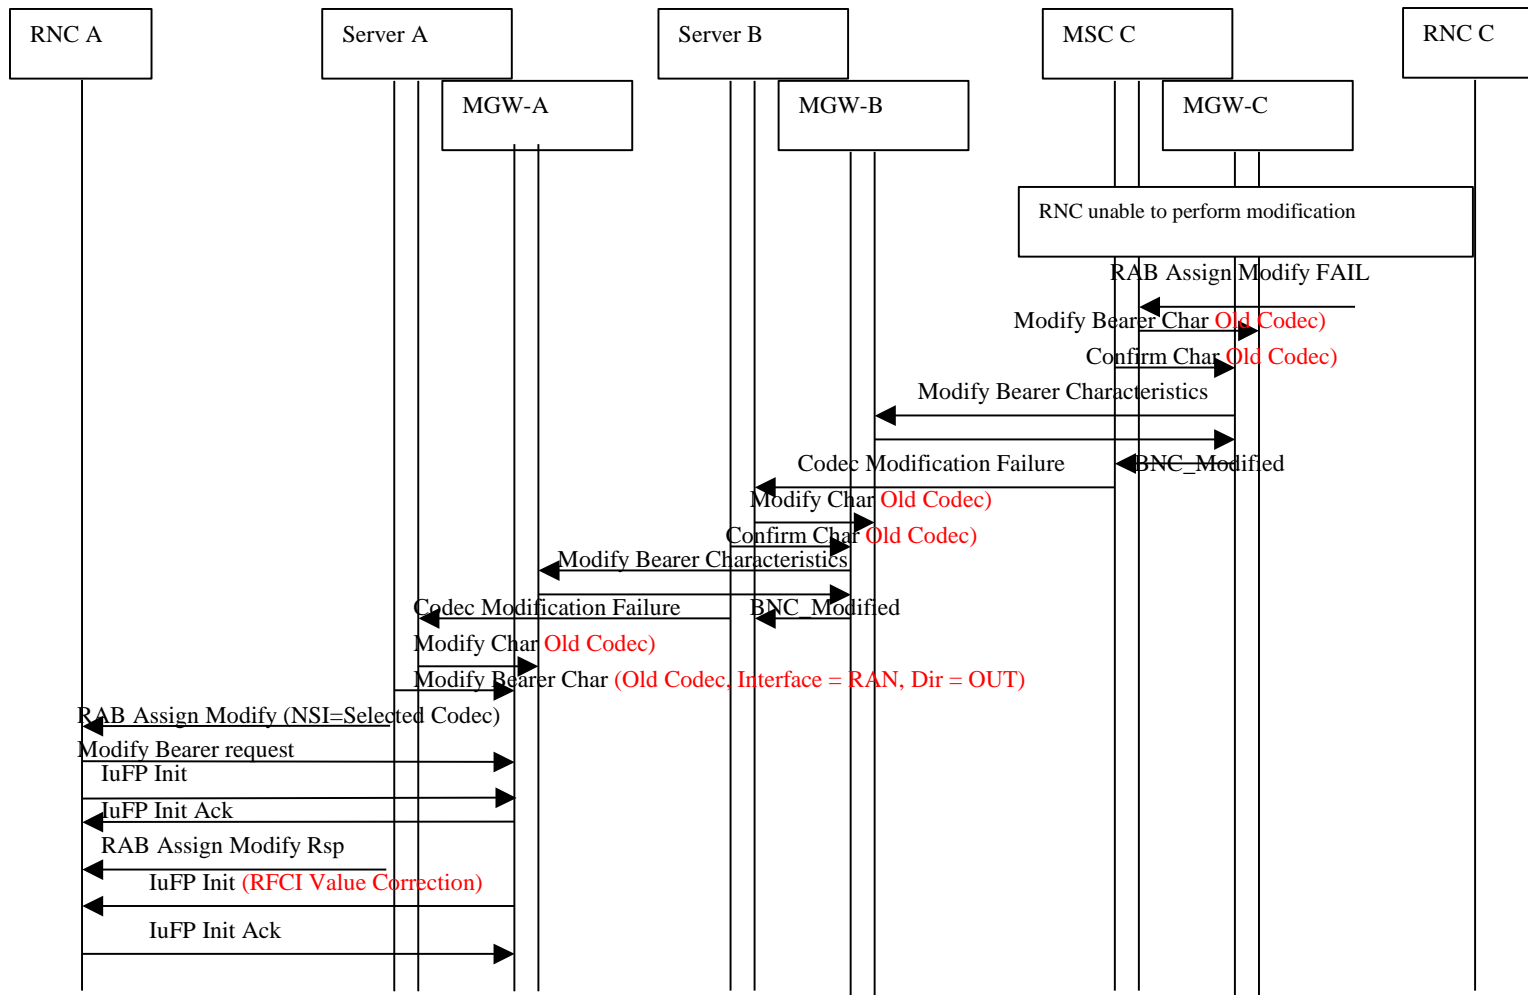 RNC A
Server A
Server B
MSC C
RNC C
MGW-A
MGW-B
MGW-C
RNC unable to perform modification
RAB Assign Modify FAIL
Modify Bearer Char Old Codec)
Confirm Char Old Codec)
Modify Bearer Characteristics
Codec Modification Failure
BNC_Modified
Modify Char Old Codec)
Confirm Char Old Codec)
Modify Bearer Characteristics
Codec Modification Failure
BNC_Modified
Modify Char Old Codec)
Modify Bearer Char (Old Codec, Interface = RAN, Dir = OUT)
RAB Assign Modify (NSI=Selected Codec)
Modify Bearer request
IuFP Init
IuFP Init Ack
RAB Assign Modify Rsp
IuFP Init (RFCI Value Correction)
IuFP Init Ack